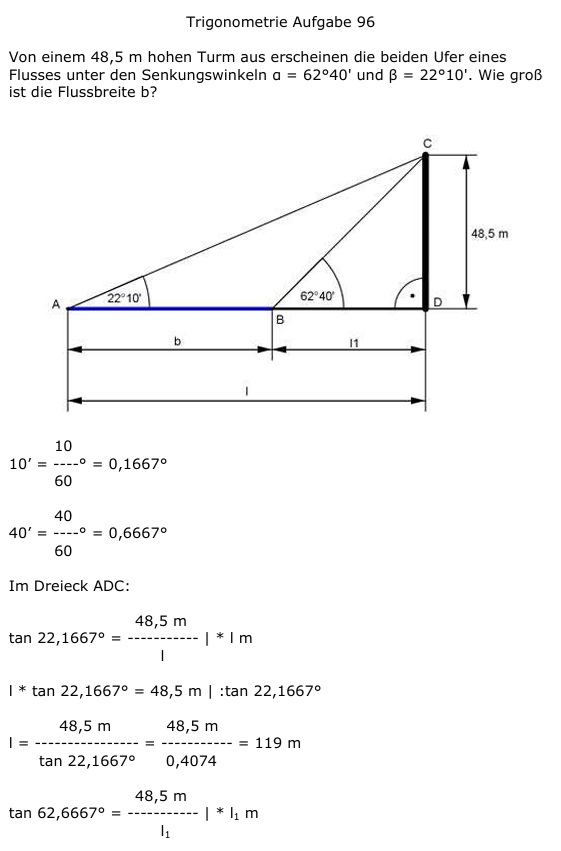 Trigonometrie Aufgabe 96
Von einem 48,5 m hohen Turm aus erscheinen die beiden Ufer eines
Flusses unter den Senkungswinkeln α = 62°40' und β = 22°10'. Wie groß
ist die Flussbreite b?
C
48,5 m
A
22°10'
62°40'
D
B
b
l1
l
10
10’ = ----° = 0,1667°
60
40
40’ = ----° = 0,6667°
60
Im Dreieck ADC:
48,5 m
tan 22,1667° = ----------- | * l m
l
l * tan 22,1667° = 48,5 m | :tan 22,1667°
48,5 m 48,5 m
l = ---------------- = ----------- = 119 m
tan 22,1667° 0,4074
48,5 m
tan 62,6667° = ----------- | * l₁ m
l₁